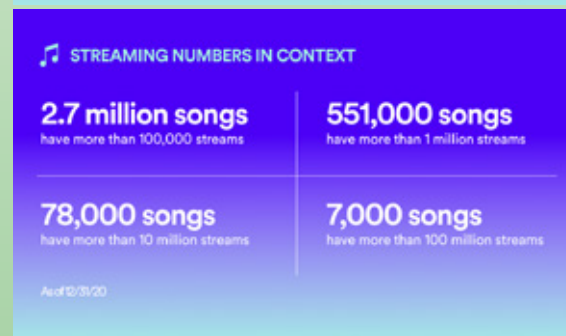 STREAMING NUMBERS IN CONTEXT
2.7 million songs
have more than 100,000 streams
551,000 songs
have more than 1 million streams
78,000 songs
have more than 10 million streams
7,000 songs
have more than 100 million streams
As of 12/31/20